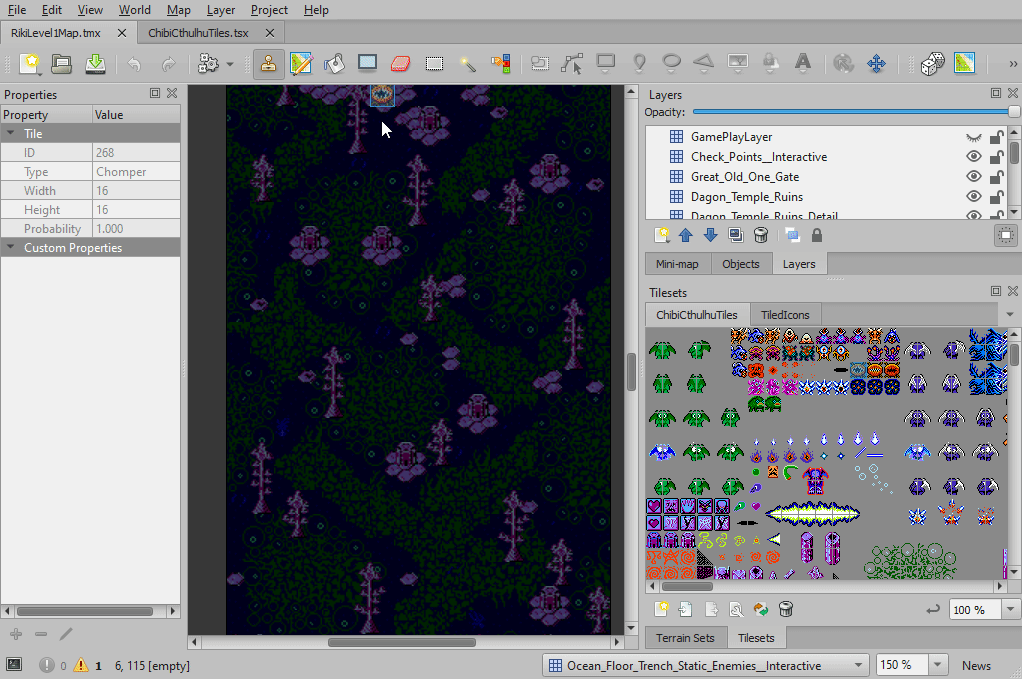 File Edit View World Map Layer Project Help
RikiLevel1Map.tmx ChibiCthulhuTiles.tsx
Properties
Property Value
Tile
ID 268
Type Chomper
Width 16
Height 16
Probability 1.000
Custom Properties
Layers
Opacity:
GamePlayLayer
Check_Points__Interactive
Great_Old_One_Gate
Dagon_Temple_Ruins
Dagon_Temple_Ruins_Detail
Mini-map Objects Layers
Tilesets
ChibiCthulhuTiles TiledIcons
100 %
Terrain Sets Tilesets
0 1 6, 115 [empty] Ocean_Floor_Trench_Static_Enemies__Interactive 150 % News